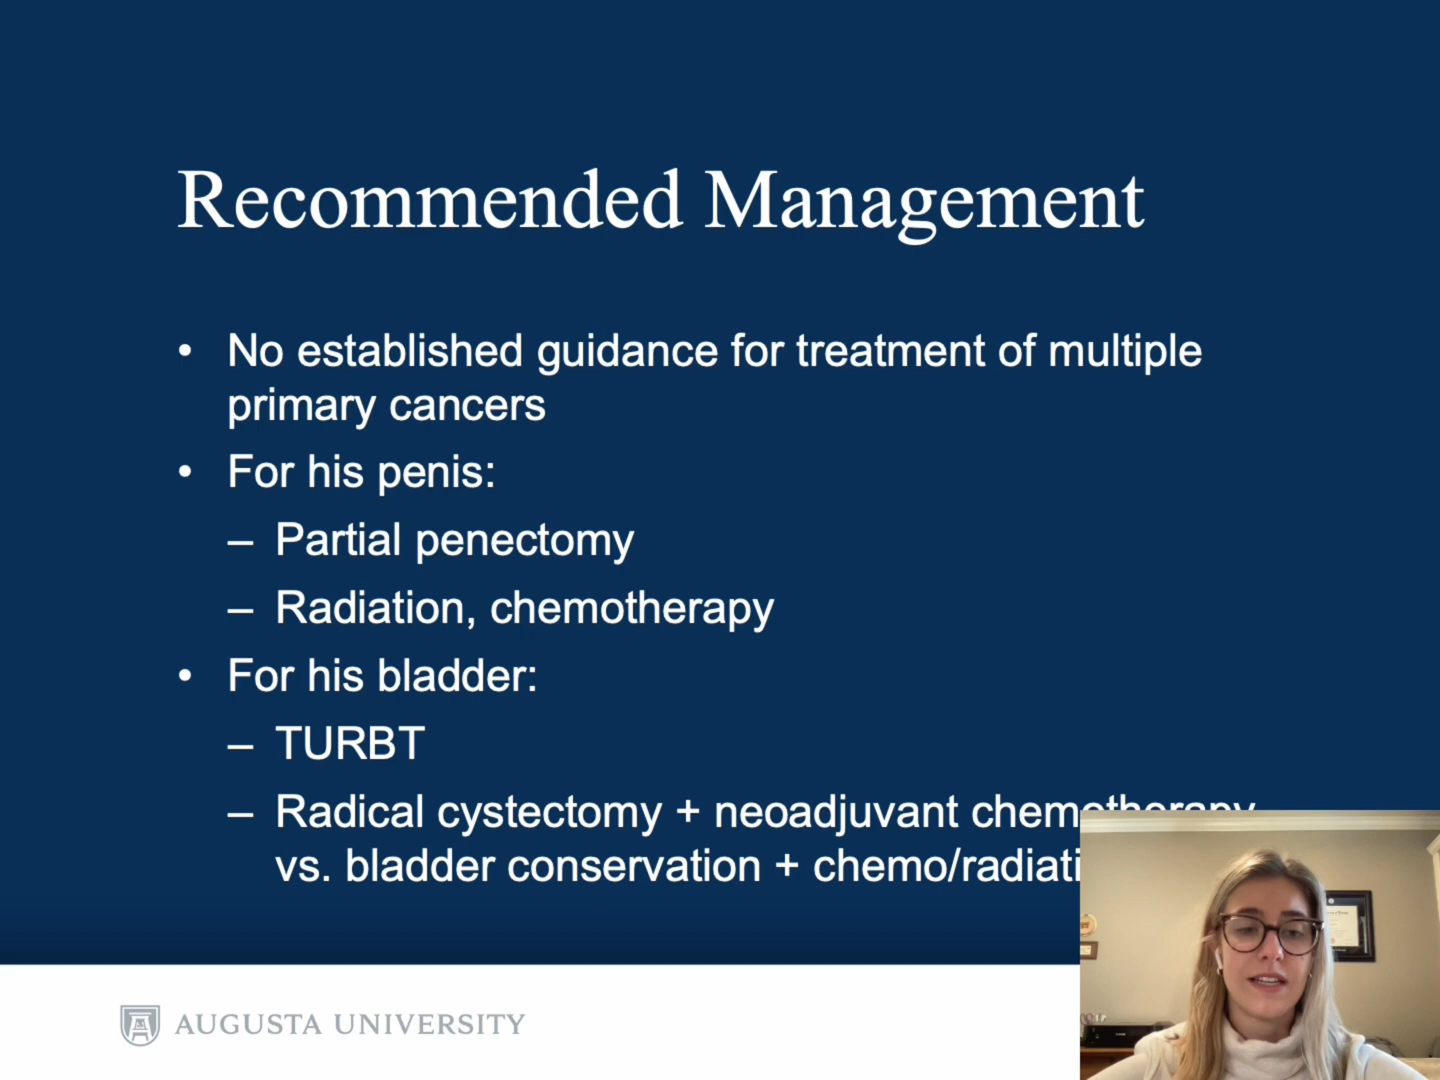 Recommended Management
• No established guidance for treatment of multiple
primary cancers
• For his penis:
– Partial penectomy
– Radiation, chemotherapy
• For his bladder:
– TURBT
– Radical cystectomy + neoadjuvant chemotherapy
vs. bladder conservation + chemo/radiati
AUGUSTA UNIVERSITY